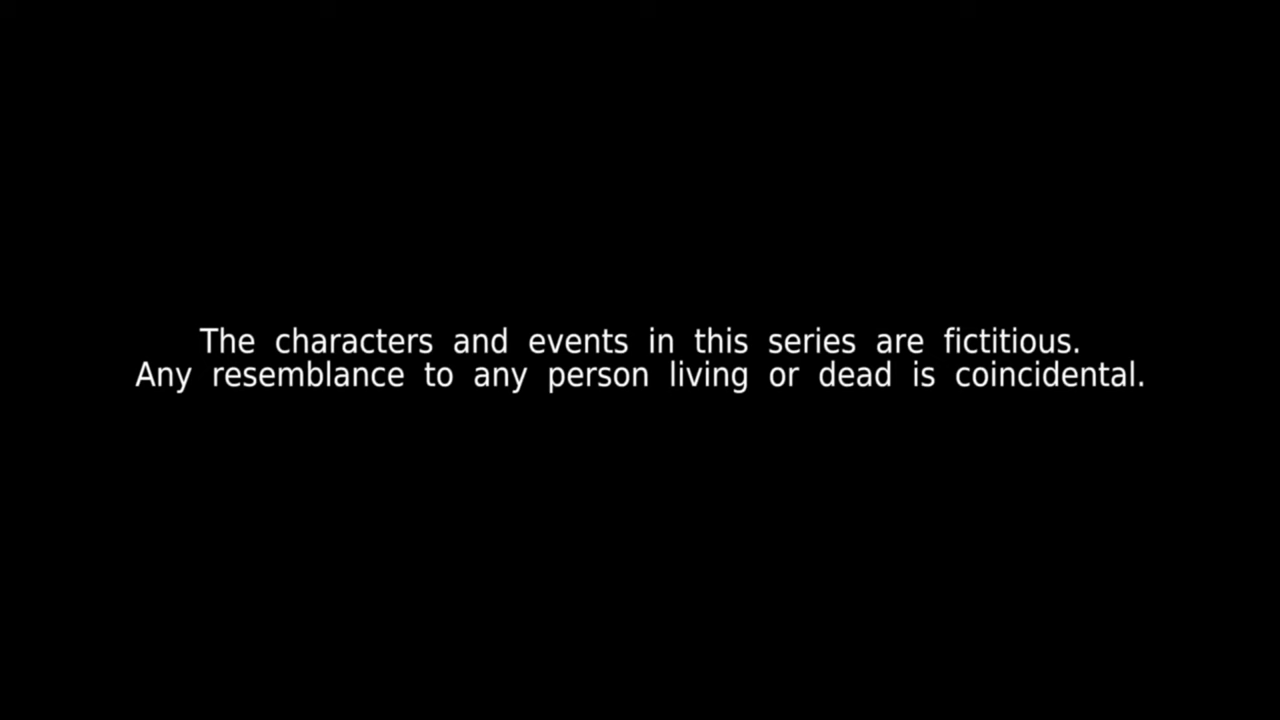 The characters and events in this series are fictitious.
Any resemblance to any person living or dead is coincidental.